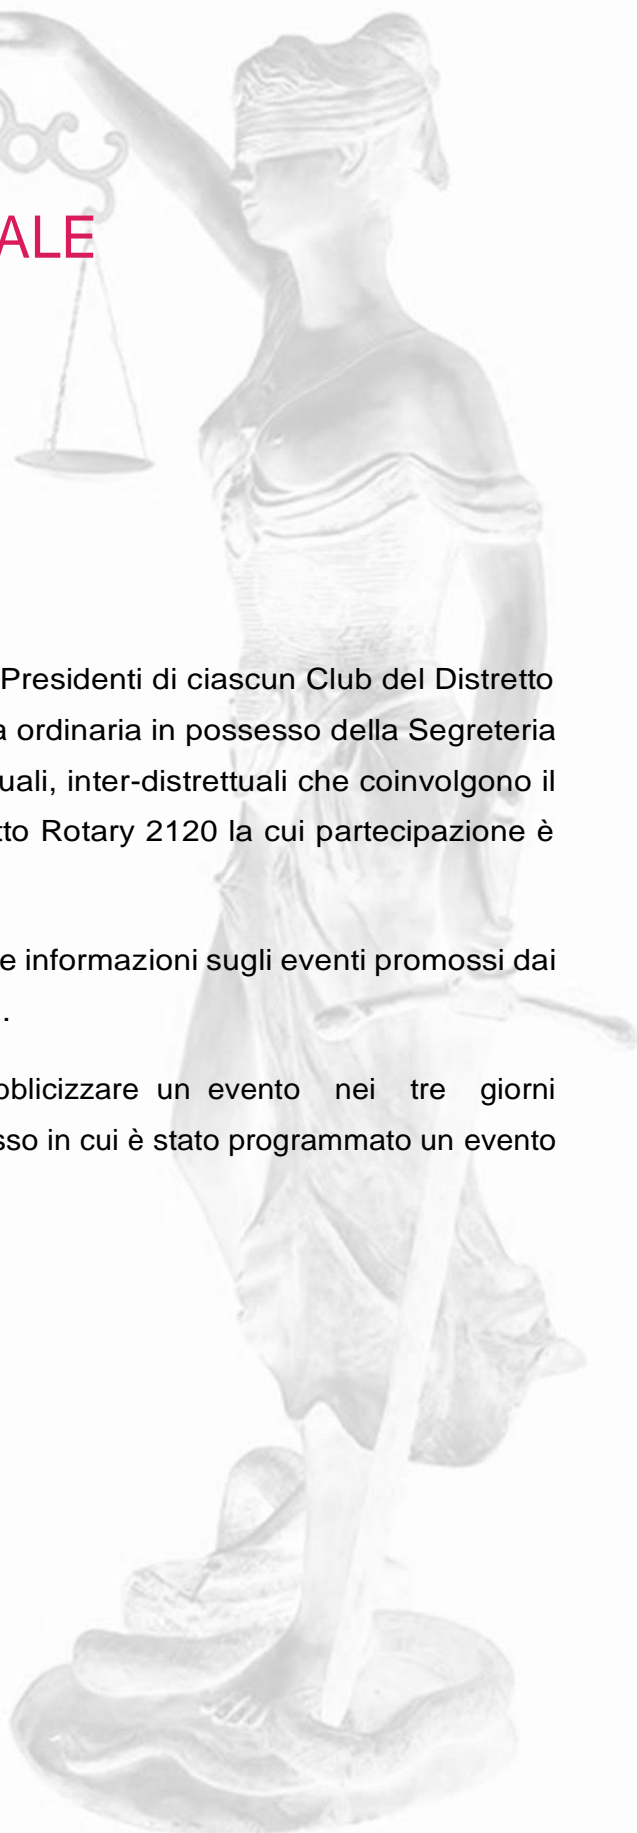 ALE
Presidenti di ciascun Club del Distretto
a ordinaria in possesso della Segreteria
uali, inter-distrettuali che coinvolgono il
tto Rotary 2120 la cui partecipazione è
e informazioni sugli eventi promossi dai
.
bblicizzare un evento nei tre giorni
sso in cui è stato programmato un evento